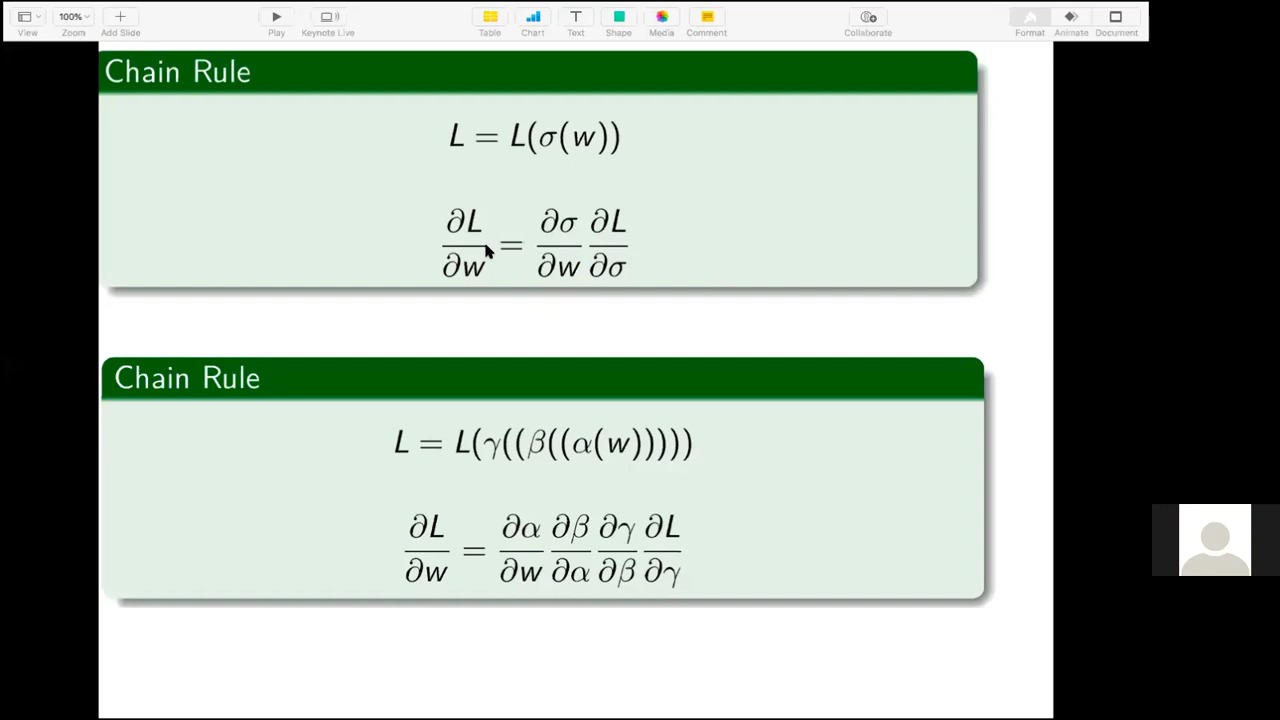 View Zoom Add Slide Play Keynote Live Table Chart Text Shape Media Comment Collaborate Format Animate Document
100%
Chain Rule
L = L(σ(w))
∂L/∂w = ∂σ/∂w ∂L/∂σ
Chain Rule
L = L(γ((β((α(w)))))
∂L/∂w = ∂α/∂w ∂β/∂α ∂γ/∂β ∂L/∂γ